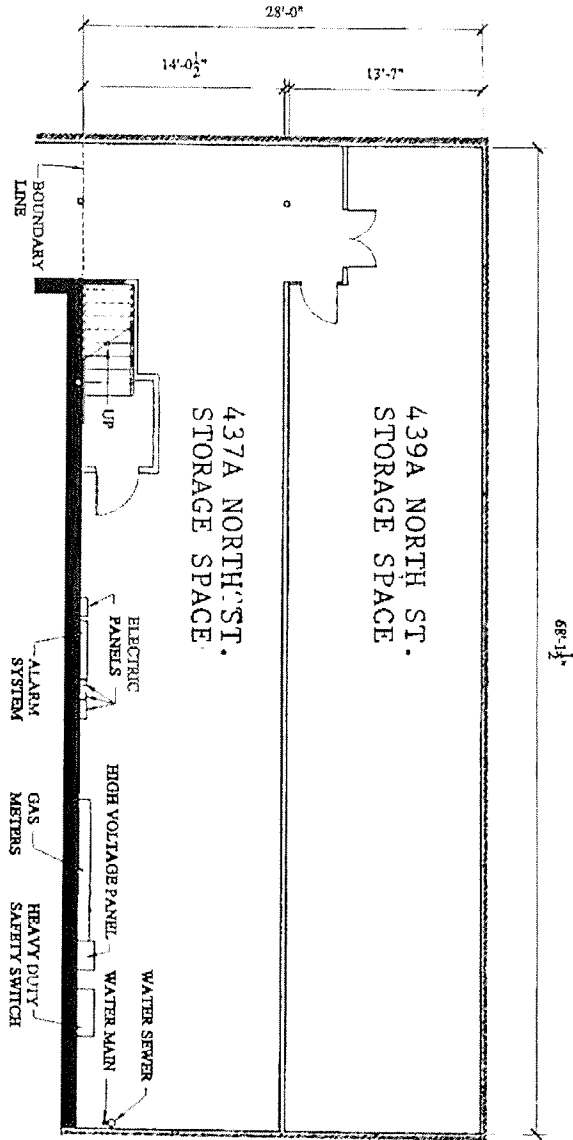 28'-0"
14'-0½"
13'-7"
68'-1½"
439A NORTH ST.
STORAGE SPACE
437A NORTH ST.
STORAGE SPACE
BOUNDARY
LINE
UP
ELECTRIC
PANELS
ALARM
SYSTEM
HIGH VOLTAGE PANEL
GAS
METERS
HEAVY DUTY
SAFETY SWITCH
WATER SEWER
WATER MAIN